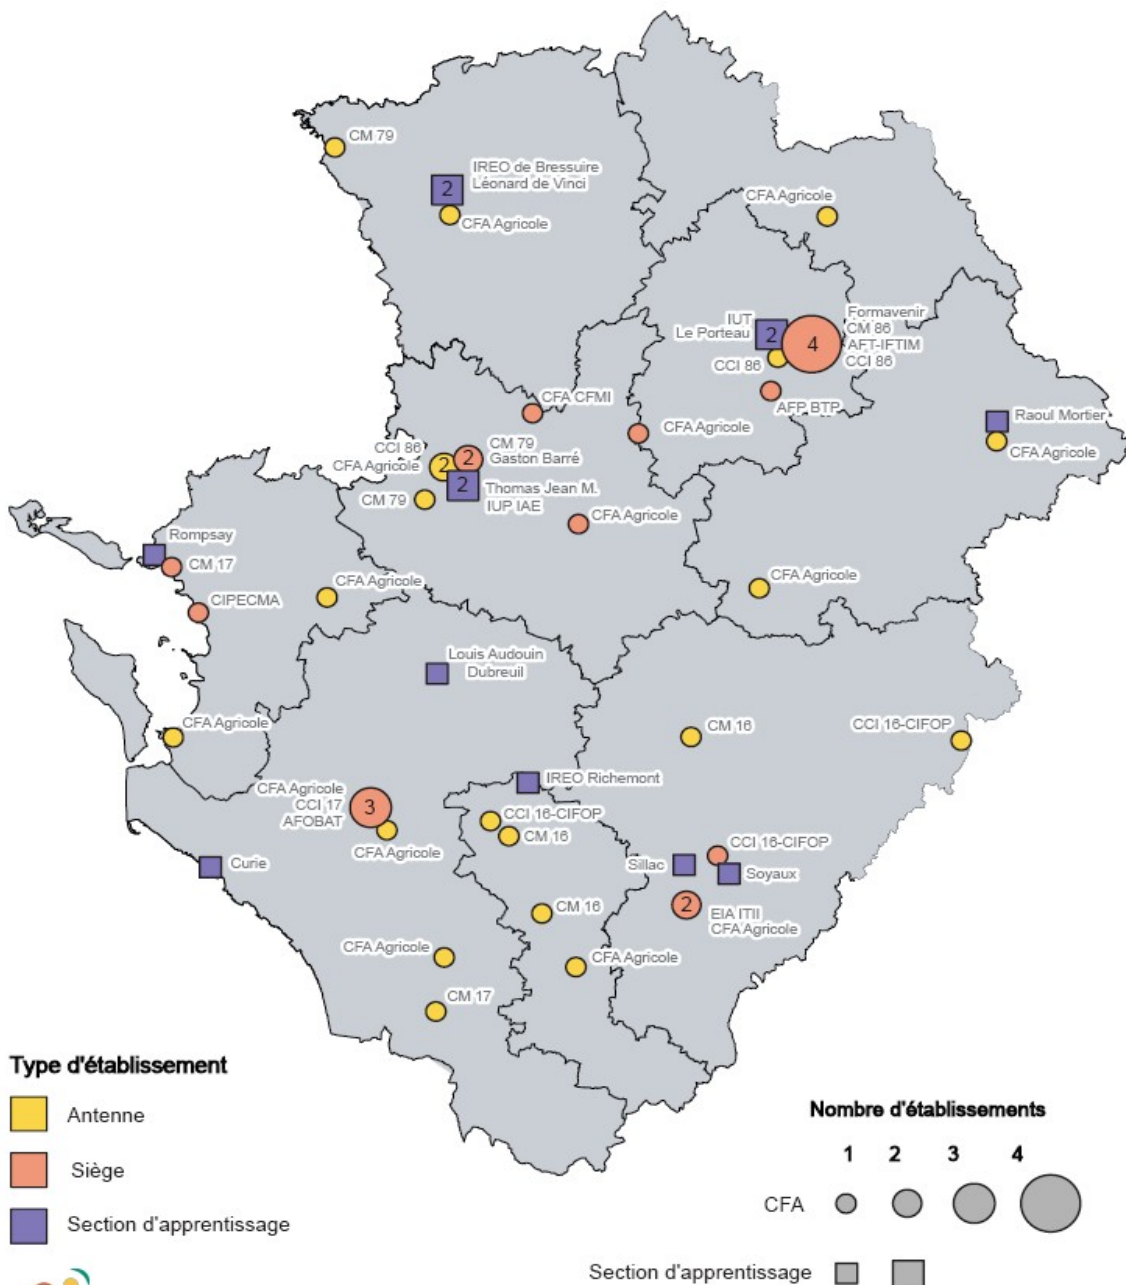 CM 79
IREO de Bressuire
Léonard de Vinci
2
CFA Agricole
CFA Agricole
IUT
Le Porteau
2
4
Formavenir
CM 86
AFT-IFTIM
CCI 86
CCI 86
AFP BTP
CFA CFMI
CFA Agricole
Raoul Mortier
CFA Agricole
CCI 86
CFA Agricole
2
2
CM 79
Gaston Barré
2
Thomas Jean M.
IUP IAE
CM 79
CFA Agricole
Rompsay
CM 17
CIPECMA
CFA Agricole
CFA Agricole
Louis Audouin
Dubreuil
CFA Agricole
CM 16
CCI 16-CIFOP
IREO Richemont
CFA Agricole
CCI 17
AFOBAT
3
CFA Agricole
CCI 16-CIFOP
CM 16
Curie
CCI 16-CIFOP
Sillac
Soyaux
2
EIA ITII
CFA Agricole
CM 16
CFA Agricole
CFA Agricole
CM 17
Type d'établissement
Antenne
Siège
Section d'apprentissage
Nombre d'établissements
1 2 3 4
CFA
Section d'apprentissage